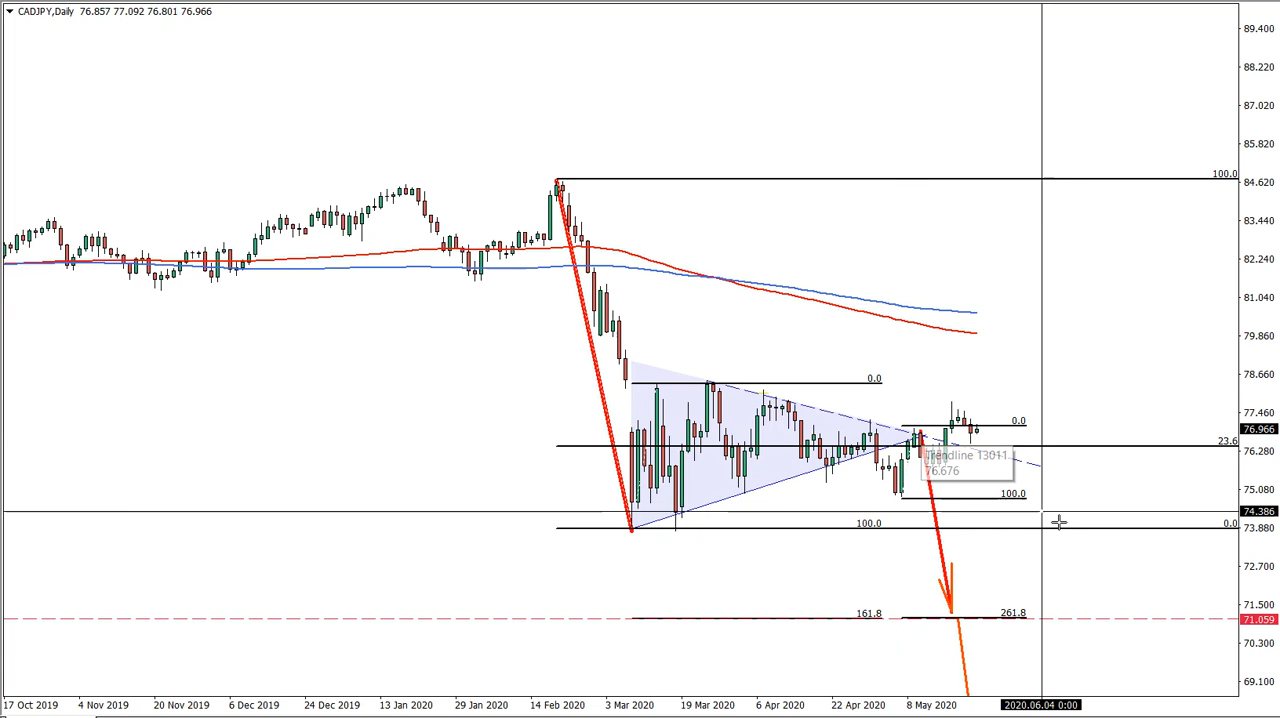 CADJPY,Daily 76.857 77.092 76.801 76.966
89.400
88.220
87.020
85.820
100.0
84.620
83.440
82.240
81.040
79.860
78.660
0.0
77.460
0.0
76.966
23.6
76.280
Trendline 13011
76.676
75.080
100.0
74.386
100.0
0.0
73.880
72.700
71.500
161.8
261.8
71.059
70.300
69.100
17 Oct 2019
4 Nov 2019
20 Nov 2019
6 Dec 2019
24 Dec 2019
13 Jan 2020
29 Jan 2020
14 Feb 2020
3 Mar 2020
19 Mar 2020
6 Apr 2020
22 Apr 2020
8 May 2020
2020.06.04 0:00